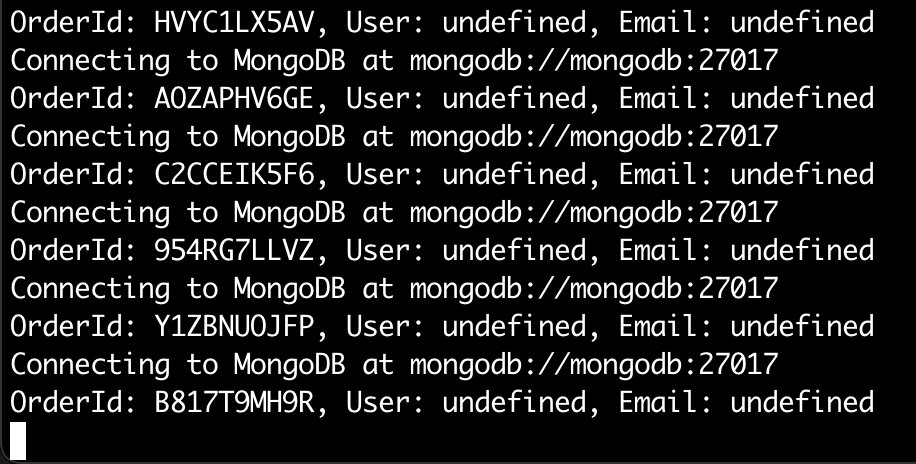 OrderId: HVYC1LX5AV, User: undefined, Email: undefined
Connecting to MongoDB at mongodb://mongodb:27017
OrderId: AOZAPHV6GE, User: undefined, Email: undefined
Connecting to MongoDB at mongodb://mongodb:27017
OrderId: C2CCEIK5F6, User: undefined, Email: undefined
Connecting to MongoDB at mongodb://mongodb:27017
OrderId: 954RG7LLVZ, User: undefined, Email: undefined
Connecting to MongoDB at mongodb://mongodb:27017
OrderId: Y1ZBNUOJFP, User: undefined, Email: undefined
Connecting to MongoDB at mongodb://mongodb:27017
OrderId: B817T9MH9R, User: undefined, Email: undefined